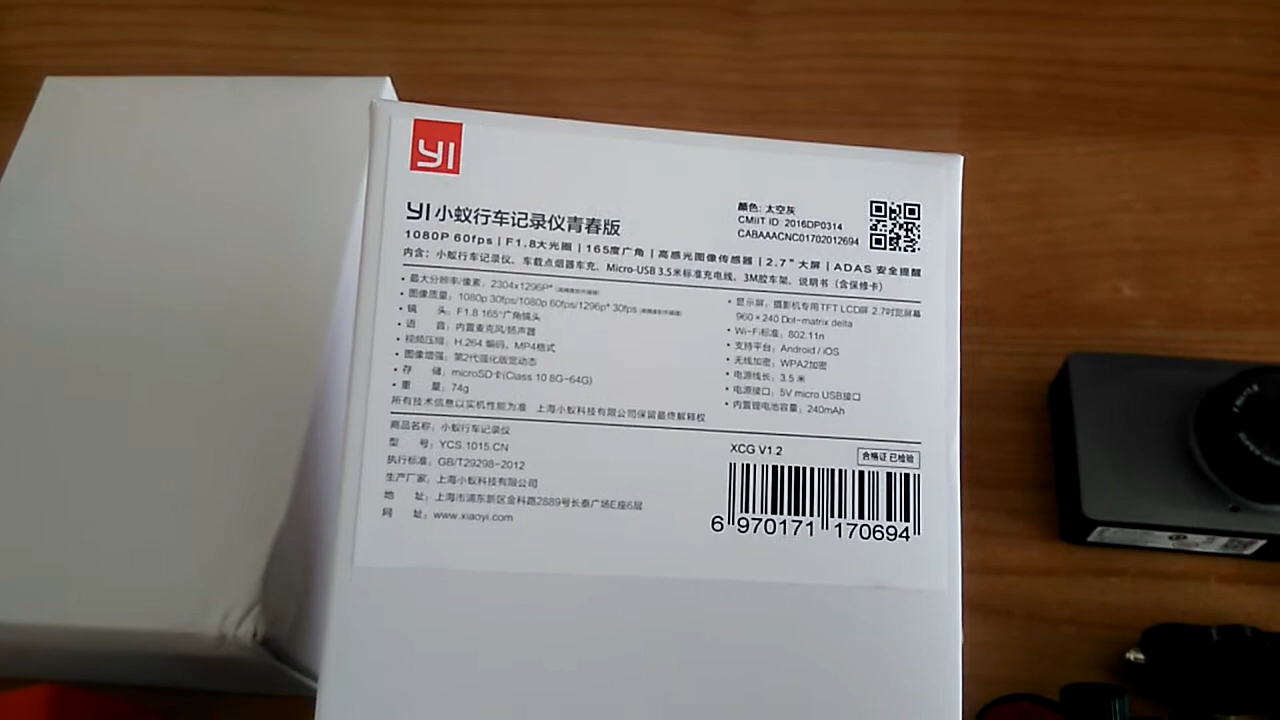 YI
YI 小蚁行车记录仪青春版
1080P 60fps | F1.8大光圈 | 165度广角 | 高感光图像传感器 | 2.7"大屏 | ADAS 安全提醒
内含：小蚁行车记录仪、车载点烟器车充、Micro-USB 3.5米标准充电线、3M胶车架、说明书（含保修卡）
颜色: 太空灰
CMIIT ID: 2016DP0314
CABAAACNC01702012694
• 最大分辨率/像素：2304x1296P*
• 图像质量：1080p 30fps/1080p 60fps/1296p* 30fps
• 镜 头：F1.8 165°广角镜头
• 语 音：内置麦克风/扬声器
• 视频压缩：H.264 编码，MP4格式
• 图像增强：第2代强化版宽动态
• 存 储：microSD卡(Class 10 8G-64G)
• 重 量：74g
• 显示屏：摄影机专用TFT LCD屏 2.7吋宽屏幕
960×240 Dot-matrix delta
• Wi-Fi标准：802.11n
• 支持平台：Android / iOS
• 无线加密：WPA2加密
• 电源线长：3.5 米
• 电源接口：5V micro USB接口
• 内置锂电池容量：240mAh
所有技术信息以实机性能为准 上海小蚁科技有限公司保留最终解释权
商品名称：小蚁行车记录仪
型 号：YCS.1015.CN
执行标准：GB/T29298-2012
生产厂家：上海小蚁科技有限公司
地 址：上海市浦东新区金科路2889号长泰广场E座6层
网 址：www.xiaoyi.com
XCG V1.2
合格证 已检验
6 970171 170694